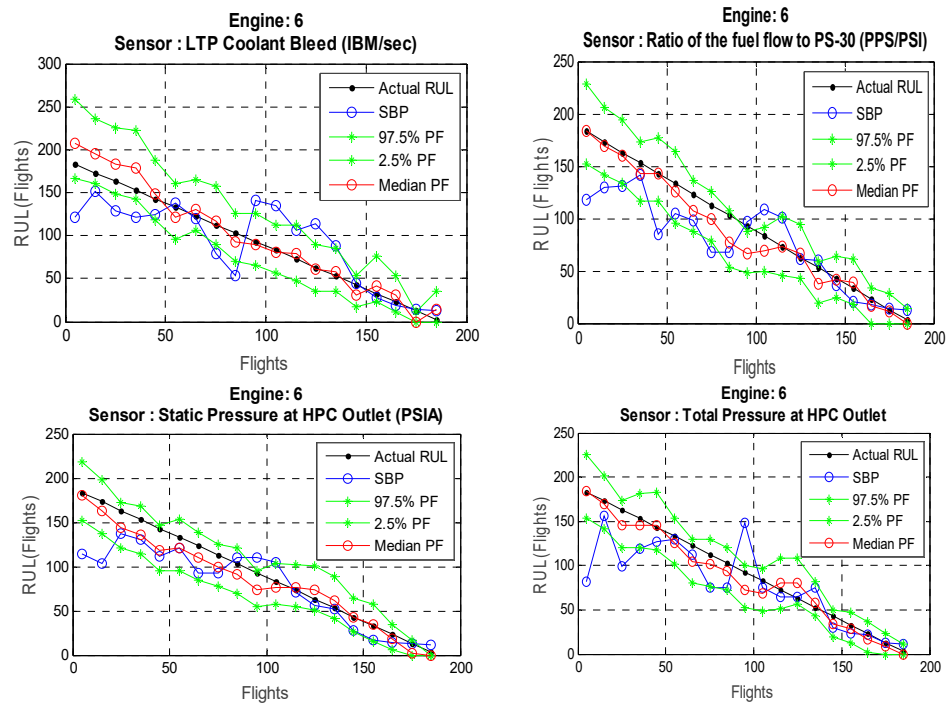 Engine: 6
Sensor : LTP Coolant Bleed (IBM/sec)
300
250
200
150
100
50
0
0
50
100
150
200
RUL(Flights)
Flights
Actual RUL
SBP
97.5% PF
2.5% PF
Median PF
Engine: 6
Sensor : Ratio of the fuel flow to PS-30 (PPS/PSI)
250
200
150
100
50
0
0
50
100
150
200
RUL(Flights)
Flights
Actual RUL
SBP
97.5% PF
2.5% PF
Median PF
Engine: 6
Sensor : Static Pressure at HPC Outlet (PSIA)
250
200
150
100
50
0
0
50
100
150
200
RUL(Flights)
Flights
Actual RUL
SBP
97.5% PF
2.5% PF
Median PF
Engine: 6
Sensor : Total Pressure at HPC Outlet
250
200
150
100
50
0
0
50
100
150
200
RUL(Flights)
Flights
Actual RUL
SBP
97.5% PF
2.5% PF
Median PF